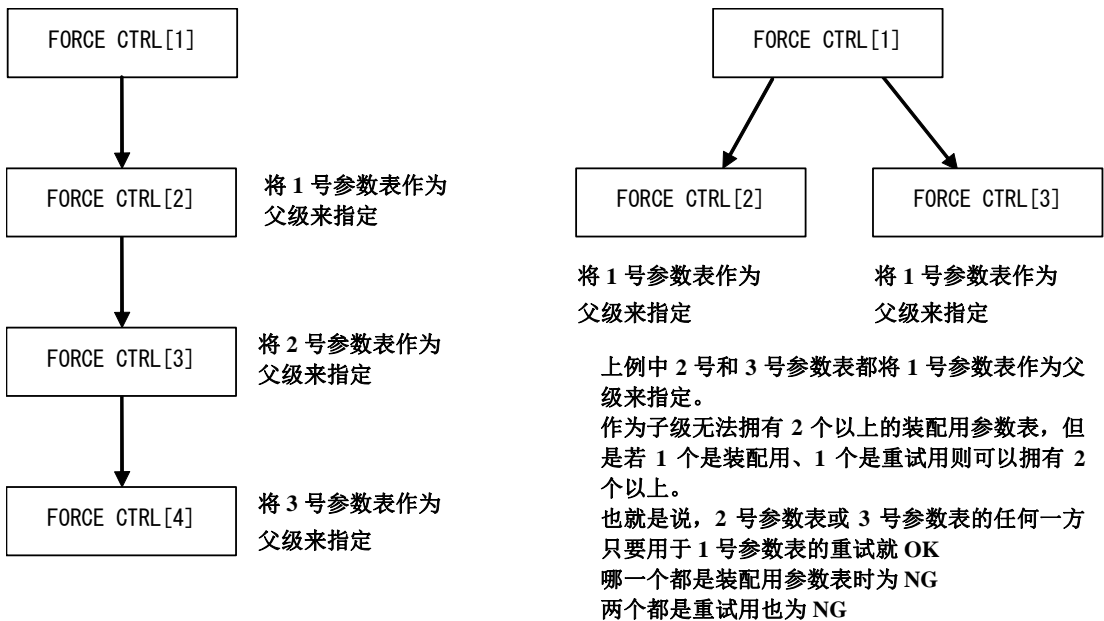 FORCE CTRL[1]
FORCE CTRL[2]
将 1 号参数表作为
父级来指定
FORCE CTRL[3]
将 2 号参数表作为
父级来指定
FORCE CTRL[4]
将 3 号参数表作为
父级来指定
FORCE CTRL[1]
FORCE CTRL[2]
FORCE CTRL[3]
将 1 号参数表作为
父级来指定
将 1 号参数表作为
父级来指定
上例中 2 号和 3 号参数表都将 1 号参数表作为父
级来指定。
作为子级无法拥有 2 个以上的装配用参数表，但
是若 1 个是装配用、1 个是重试用则可以拥有 2
个以上。
也就是说，2 号参数表或 3 号参数表的任何一方
只要用于 1 号参数表的重试就 OK
哪一个都是装配用参数表时为 NG
两个都是重试用也为 NG